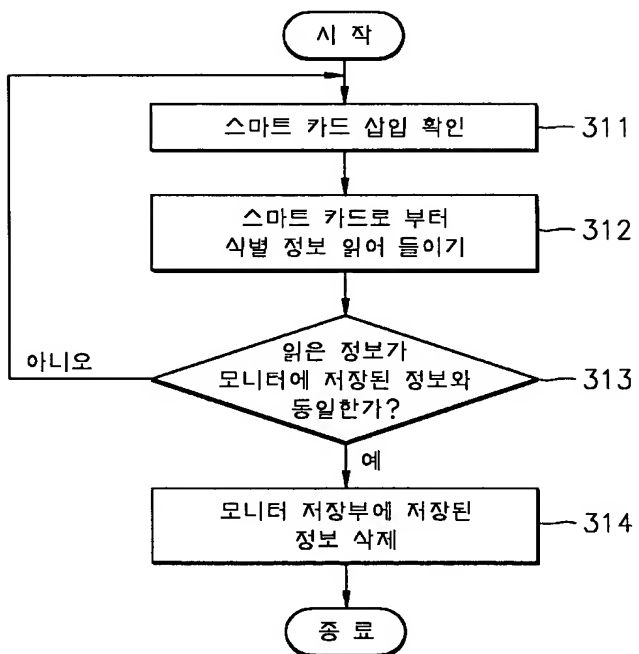 시 작
스마트 카드 삽입 확인
311
스마트 카드로 부터
식별 정보 읽어 들이기
312
읽은 정보가
모니터에 저장된 정보와
동일한가?
313
아니오
예
모니터 저장부에 저장된
정보 삭제
314
종 료